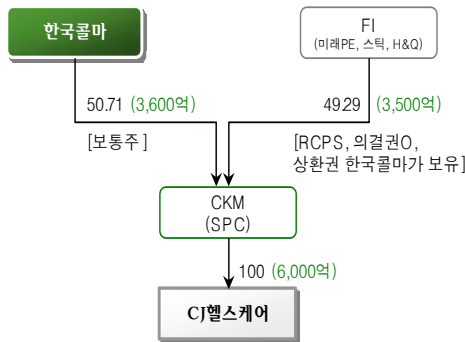 한국콜마
FI
(미래PE, 스틱, H&Q)
50.71 (3,600억)
4929 (3,500억)
[보통주]
[RCPS, 의결권O,
상환권 한국콜마가 보유]
CKM
(SPC)
100 (6,000억)
CJ헬스케어